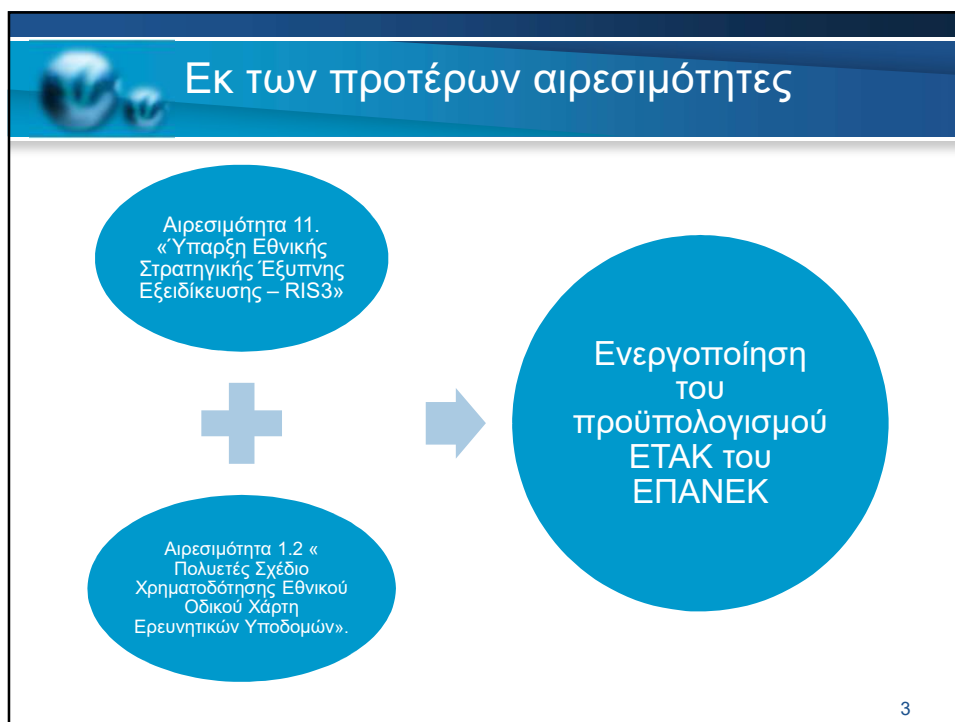 Εκ των προτέρων αιρεσιμότητες
Αιρεσιμότητα 11.
«Ύπαρξη Εθνικής
Στρατηγικής Έξυπνης
Εξειδίκευσης – RIS3»
Αιρεσιμότητα 1.2 «
Πολυετές Σχέδιο
Χρηματοδότησης Εθνικού
Οδικού Χάρτη
Ερευνητικών Υποδομών».
Ενεργοποίηση
του
προϋπολογισμού
ΕΤΑΚ του
ΕΠΑΝΕΚ
3